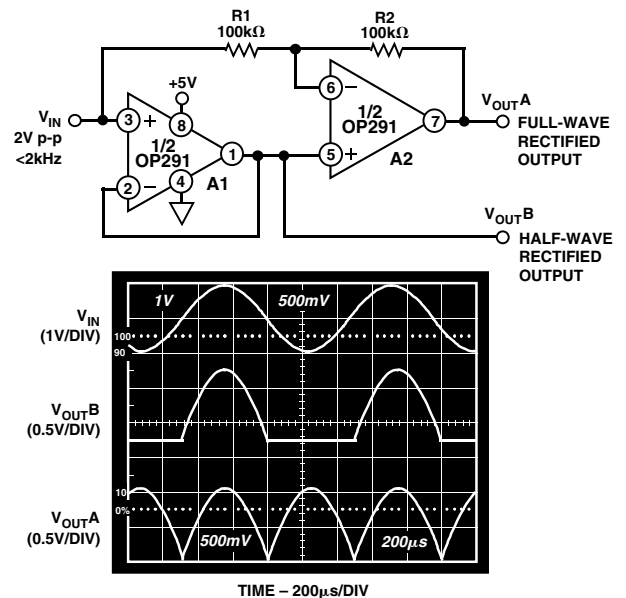 R1
100kΩ
R2
100kΩ
+5V
VIN
2V p-p
<2kHz
3
+
8
1/2
OP291
1
2
−
4
A1
6
−
1/2
OP291
7
5
+
A2
VOUTA
FULL-WAVE
RECTIFIED
OUTPUT
VOUTB
HALF-WAVE
RECTIFIED
OUTPUT
1V
500mV
VIN
(1V/DIV)
100
90
VOUTB
(0.5V/DIV)
10
0%
VOUTA
(0.5V/DIV)
500mV
200μs
TIME – 200μs/DIV